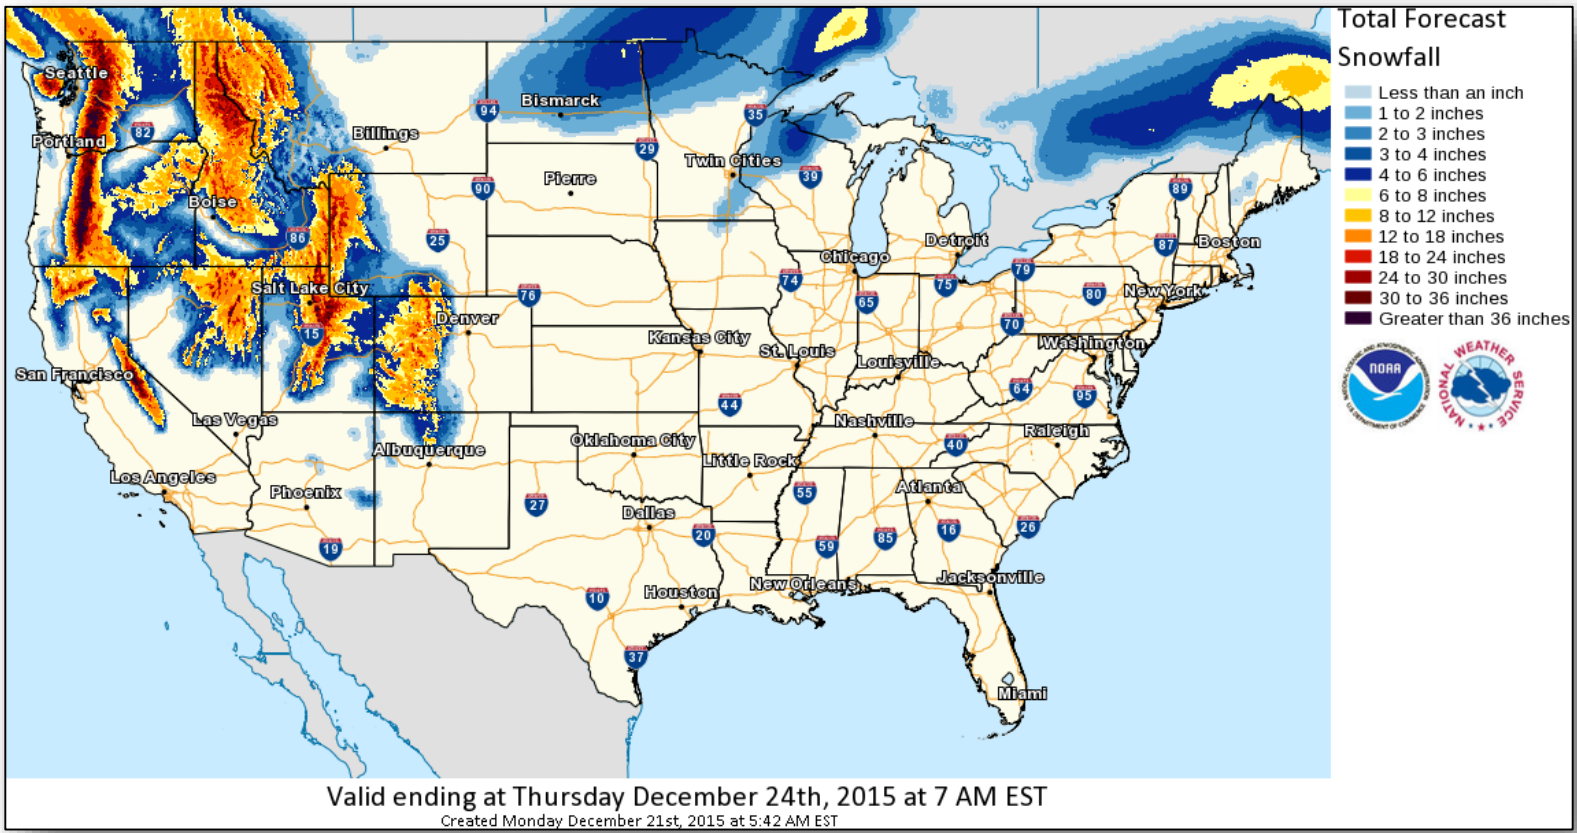 Total Forecast
Snowfall
Less than an inch
1 to 2 inches
2 to 3 inches
3 to 4 inches
4 to 6 inches
6 to 8 inches
8 to 12 inches
12 to 18 inches
18 to 24 inches
24 to 30 inches
30 to 36 inches
Greater than 36 inches
NOAA
NATIONAL OCEANIC AND ATMOSPHERIC ADMINISTRATION
U.S. DEPARTMENT OF COMMERCE
NATIONAL WEATHER SERVICE
Seattle
82
Portland
Boise
86
Billings
94
Bismarck
35
29
Twin Cities
39
90
Pierre
25
89
87
Boston
Detroit
Chicago
79
74
65
75
80
New York
Salt Lake City
76
15
Denver
70
Kansas City
St. Louis
Louisville
Washington
San Francisco
64
95
44
Las Vegas
Nashville
Raleigh
40
Oklahoma City
Albuquerque
Little Rock
Los Angeles
Phoenix
Atlanta
55
27
Dallas
20
19
59
85
16
26
10
Houston
New Orleans
Jacksonville
37
Miami
Valid ending at Thursday December 24th, 2015 at 7 AM EST
Created Monday December 21st, 2015 at 5:42 AM EST